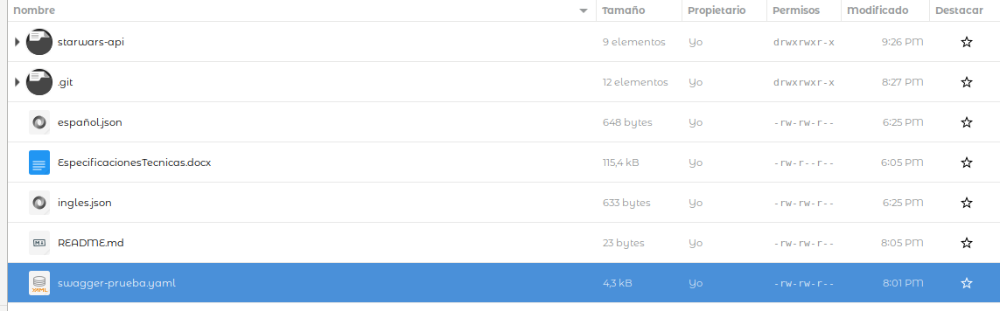 Nombre Tamaño Propietario Permisos Modificado Destacar
starwars-api 9 elementos Yo drwxrwxr-x 9:26 PM
.git 12 elementos Yo drwxrwxr-x 8:27 PM
español.json 648 bytes Yo -rw-rw-r-- 6:25 PM
EspecificacionesTecnicas.docx 115,4 kB Yo -rw-r--r-- 6:05 PM
ingles.json 633 bytes Yo -rw-rw-r-- 6:25 PM
README.md 23 bytes Yo -rw-rw-r-- 8:05 PM
swagger-prueba.yaml 4,3 kB Yo -rw-rw-r-- 8:01 PM